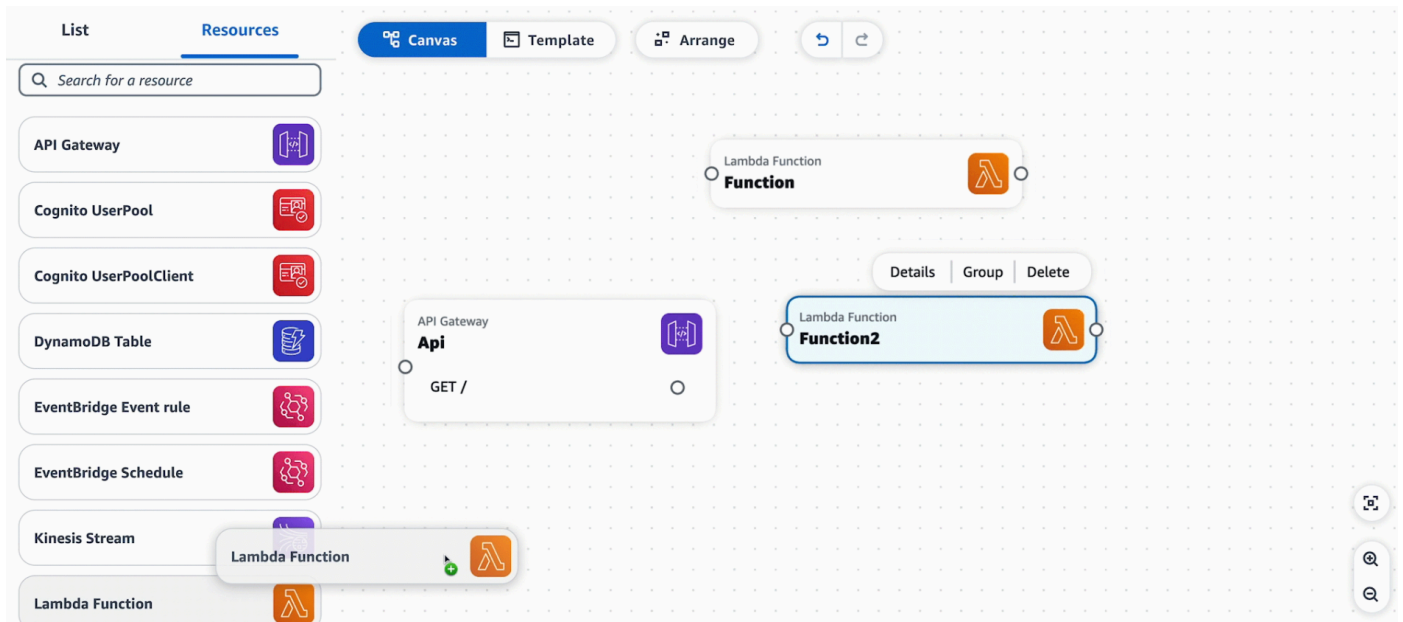 List
Resources
Canvas
Template
Arrange
Search for a resource
API Gateway
Cognito UserPool
Cognito UserPoolClient
DynamoDB Table
EventBridge Event rule
EventBridge Schedule
Kinesis Stream
Lambda Function
Lambda Function
Lambda Function
Function
Details
Group
Delete
Lambda Function
Function2
API Gateway
Api
GET /